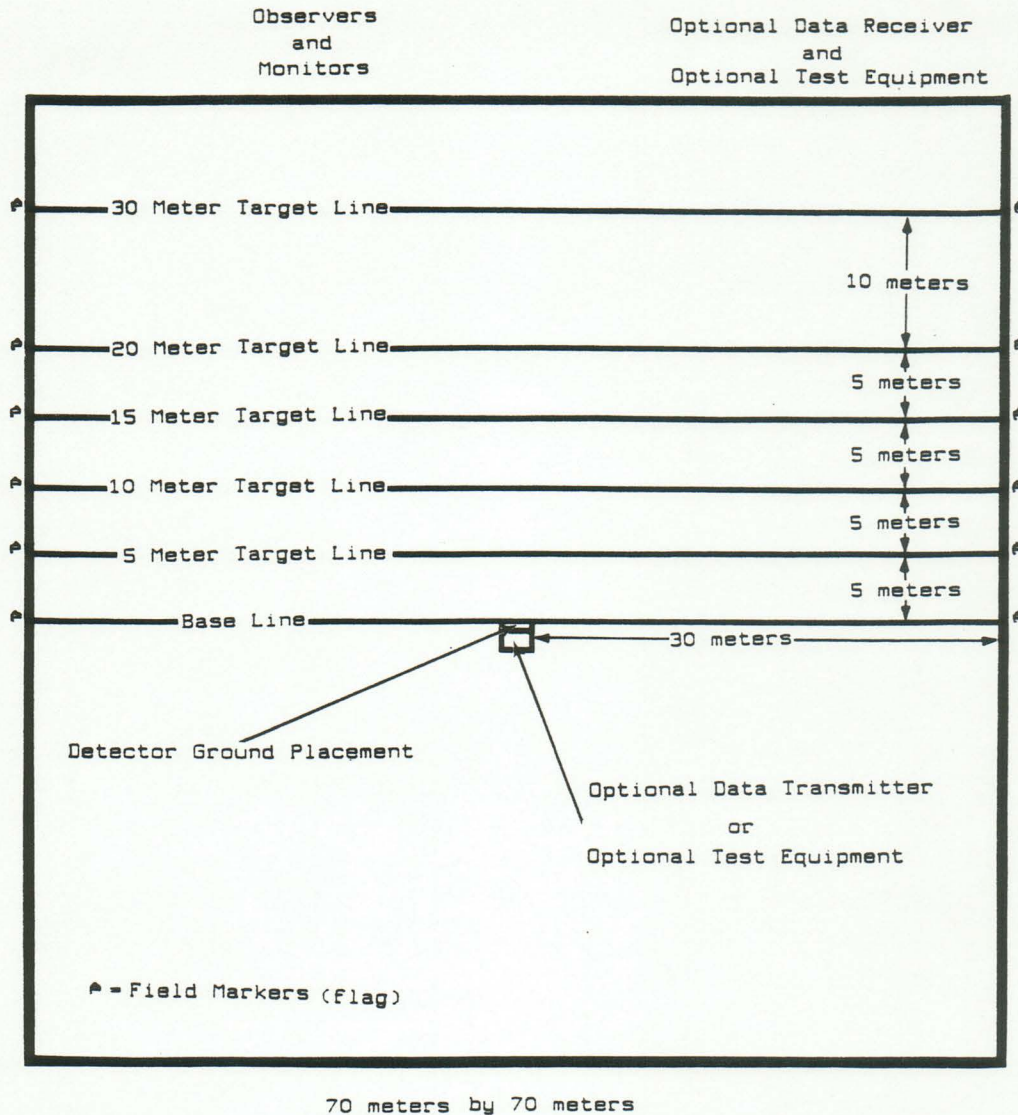 Observers
and
Monitors
Optional Data Receiver
and
Optional Test Equipment
30 Meter Target Line
10 meters
20 Meter Target Line
5 meters
15 Meter Target Line
5 meters
10 Meter Target Line
5 meters
5 Meter Target Line
5 meters
Base Line
30 meters
Detector Ground Placement
Optional Data Transmitter
or
Optional Test Equipment
= Field Markers (flag)
70 meters by 70 meters